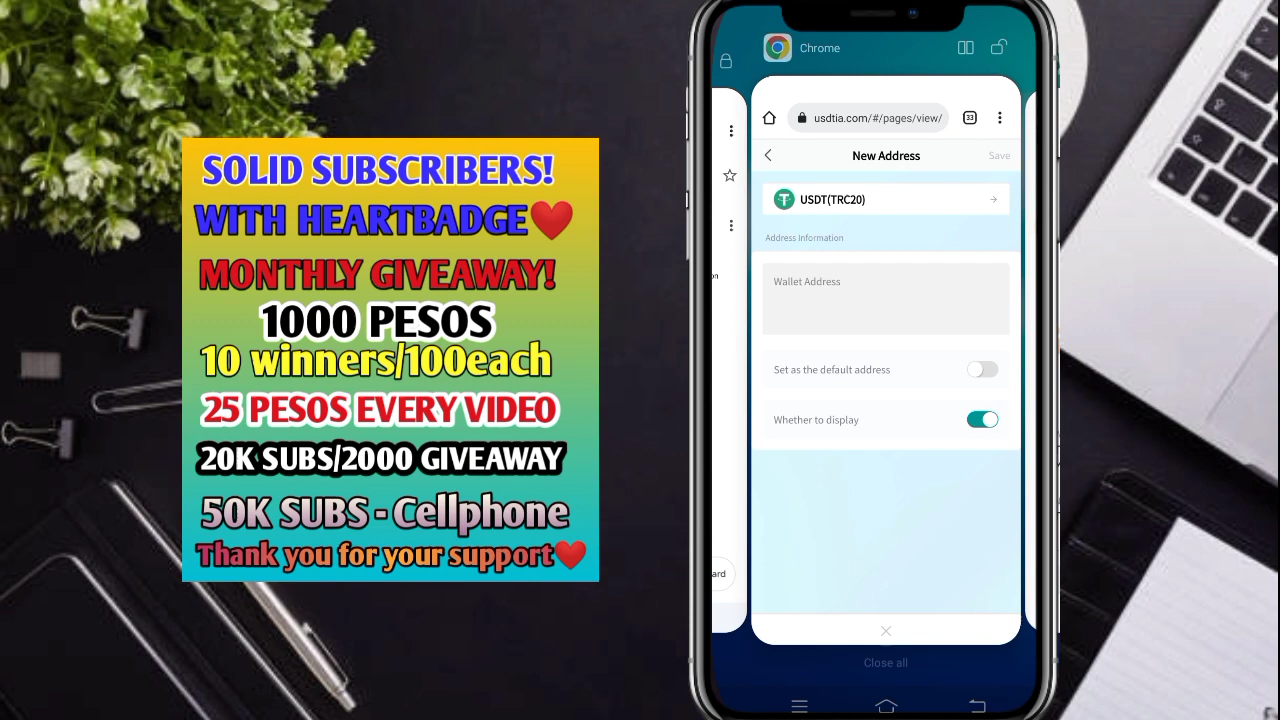 SOLID SUBSCRIBERS!
WITH HEARTBADGE❤️
MONTHLY GIVEAWAY!
1000 PESOS
10 winners/100each
25 PESOS EVERY VIDEO
20K SUBS/2000 GIVEAWAY
50K SUBS - Cellphone
Thank you for your support❤️
Chrome
usdtia.com/#/pages/view/
33
New Address
Save
USDT(TRC20)
Address Information
Wallet Address
Set as the default address
Whether to display
on
ard
Close all